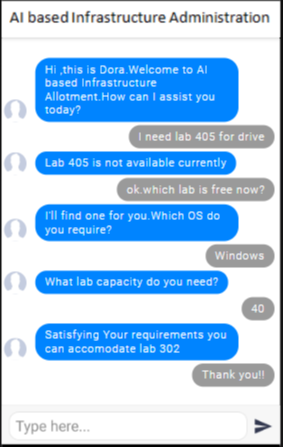 AI based Infrastructure Administration
Hi ,this is Dora.Welcome to AI
based Infrastructure
Allotment.How can I assist you
today?
I need lab 405 for drive
Lab 405 is not available currently
ok.which lab is free now?
I'll find one for you.Which OS do
you require?
Windows
What lab capacity do you need?
40
Satisfying Your requirements you
can accomodate lab 302
Thank you!!
Type here...